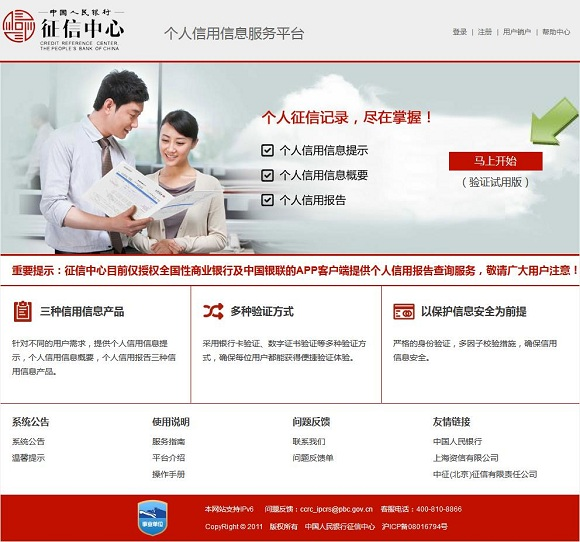 中国人民银行
征信中心
CREDIT REFERENCE CENTER,
THE PEOPLE'S BANK OF CHINA
个人信用信息服务平台
登录 | 注册 | 用户销户 | 帮助中心
个人征信记录，尽在掌握！
个人信用信息提示
个人信用信息概要
个人信用报告
马上开始
（验证试用版）
重要提示：征信中心目前仅授权全国性商业银行及中国银联的APP客户端提供个人信用报告查询服务，敬请广大用户注意！
三种信用信息产品
针对不同的用户需求，提供个人信用信息提
示，个人信用信息概要，个人信用报告三种信
用信息产品。
多种验证方式
采用银行卡验证、数字证书验证等多种验证方
式，确保每位用户都能获得便捷验证体验。
以保护信息安全为前提
严格的身份验证，多因子校验措施，确保信用
信息安全。
系统公告
系统公告
温馨提示
使用说明
服务指南
平台介绍
操作手册
问题反馈
联系我们
问题反馈单
友情链接
中国人民银行
上海资信有限公司
中征(北京)征信有限责任公司
事业单位
本网站支持IPv6 问题反馈：ccrc_ipcrs@pbc.gov.cn 客服电话：400-810-8866
CopyRight © 2011 版权所有 中国人民银行征信中心 沪ICP备08016794号